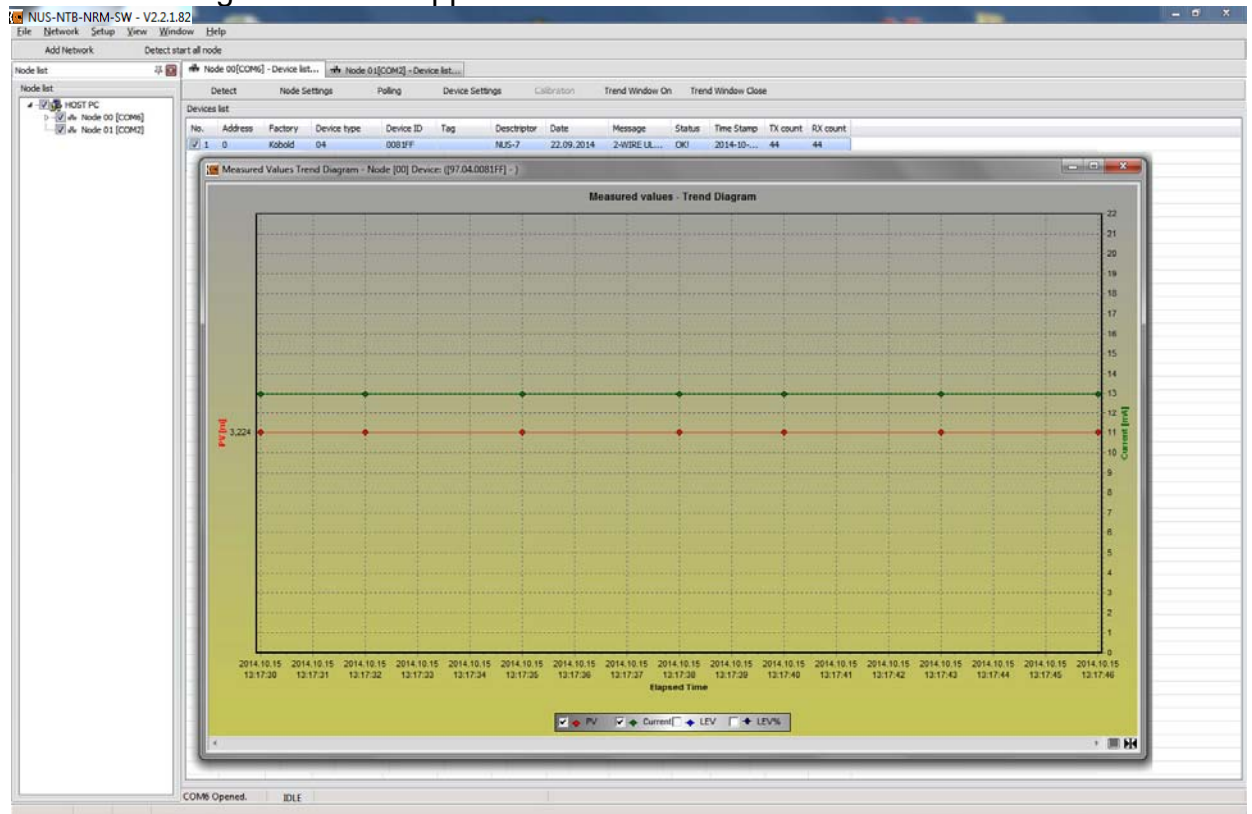 NUS-NTB-NRM-SW - V2.2.1.82
File Network Setup View Window Help
Add Network Detect start all node
Node list
Node list
HOST PC
Node 00 [COM6]
Node 01 [COM2]
Node 00[COM6] - Device list... Node 01[COM2] - Device list...
Detect Node Settings Polling Device Settings Calibration Trend Window On Trend Window Close
Devices list
No. Address Factory Device type Device ID Tag Desctriptor Date Message Status Time Stamp TX count RX count
1 0 Kobold 04 0081FF NUS-7 22.09.2014 2-WIRE UL... OK! 2014-10-... 44 44
Measured Values Trend Diagram - Node [00] Device: ([97.04.0081FF] - )
Measured values - Trend Diagram
22
21
20
19
18
17
16
15
14
13
12
11
10
9
8
7
6
5
4
3
2
1
0
PV [m]
3,224
Current [mA]
2014.10.15 2014.10.15 2014.10.15 2014.10.15 2014.10.15 2014.10.15 2014.10.15 2014.10.15 2014.10.15 2014.10.15 2014.10.15 2014.10.15 2014.10.15 2014.10.15 2014.10.15 2014.10.15 2014.10.15
13:17:30 13:17:31 13:17:32 13:17:33 13:17:34 13:17:35 13:17:36 13:17:37 13:17:38 13:17:39 13:17:40 13:17:41 13:17:42 13:17:43 13:17:44 13:17:45 13:17:46
Elapsed Time
PV Current LEV LEV%
COM6 Opened. IDLE